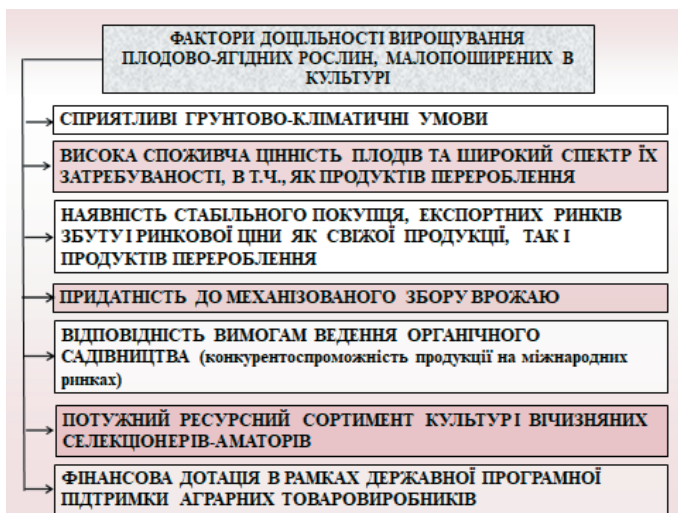 ФАКТОРИ ДОЦІЛЬНОСТІ ВИРОЩУВАННЯ
ПЛОДОВО-ЯГІДНИХ РОСЛИН, МАЛОПОШИРЕНИХ В
КУЛЬТУРІ
СПРИЯТЛИВІ ГРУНТОВО-КЛІМАТИЧНІ УМОВИ
ВИСОКА СПОЖИВЧА ЦІННІСТЬ ПЛОДІВ ТА ШИРОКИЙ СПЕКТР ЇХ
ЗАТРЕБУВАНОСТІ, В Т.Ч., ЯК ПРОДУКТІВ ПЕРЕРОБЛЕННЯ
НАЯВНІСТЬ СТАБІЛЬНОГО ПОКУПЦЯ, ЕКСПОРТНИХ РИНКІВ
ЗБУТУ І РИНКОВОЇ ЦІНИ ЯК СВІЖОЇ ПРОДУКЦІЇ, ТАК І
ПРОДУКТІВ ПЕРЕРОБЛЕННЯ
ПРИДАТНІСТЬ ДО МЕХАНІЗОВАНОГО ЗБОРУ ВРОЖАЮ
ВІДПОВІДНІСТЬ ВИМОГАМ ВЕДЕННЯ ОРГАНІЧНОГО
САДІВНИЦТВА (конкурентоспроможність продукції на міжнародних
ринках)
ПОТУЖНИЙ РЕСУРСНИЙ СОРТИМЕНТ КУЛЬТУР І ВІЧИЗНЯНИХ
СЕЛЕКЦІОНЕРІВ-АМАТОРІВ
ФІНАНСОВА ДОТАЦІЯ В РАМКАХ ДЕРЖАВНОЇ ПРОГРАМНОЇ
ПІДТРИМКИ АГРАРНИХ ТОВАРОВИРОБНИКІВ